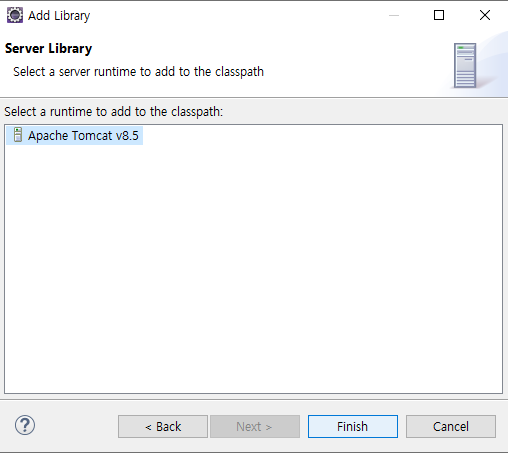 Add Library
Server Library
Select a server runtime to add to the classpath
Select a runtime to add to the classpath:
Apache Tomcat v8.5
?
< Back
Next >
Finish
Cancel